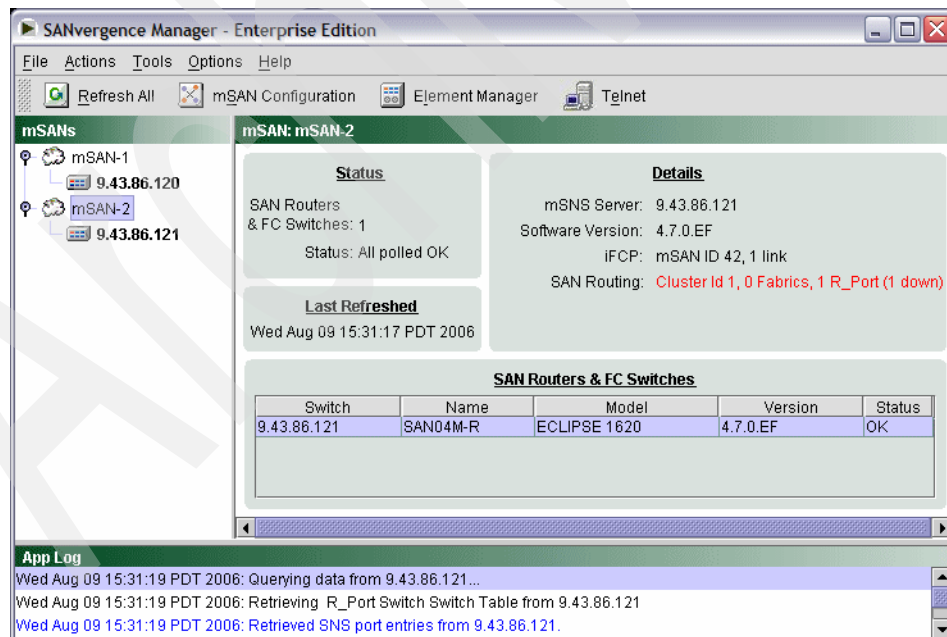 SANvergence Manager - Enterprise Edition
File Actions Tools Options Help
Refresh All mSAN Configuration Element Manager Telnet
mSANs
mSAN-1
9.43.86.120
mSAN-2
9.43.86.121
mSAN: mSAN-2
Status
SAN Routers
& FC Switches: 1
Status: All polled OK
Last Refreshed
Wed Aug 09 15:31:17 PDT 2006
Details
mSNS Server: 9.43.86.121
Software Version: 4.7.0.EF
iFCP: mSAN ID 42, 1 link
SAN Routing: Cluster Id 1, 0 Fabrics, 1 R_Port (1 down)
SAN Routers & FC Switches
Switch Name Model Version Status
9.43.86.121 SAN04M-R ECLIPSE 1620 4.7.0.EF OK
App Log
Wed Aug 09 15:31:19 PDT 2006: Querying data from 9.43.86.121...
Wed Aug 09 15:31:19 PDT 2006: Retrieving R_Port Switch Switch Table from 9.43.86.121
Wed Aug 09 15:31:19 PDT 2006: Retrieved SNS port entries from 9.43.86.121.